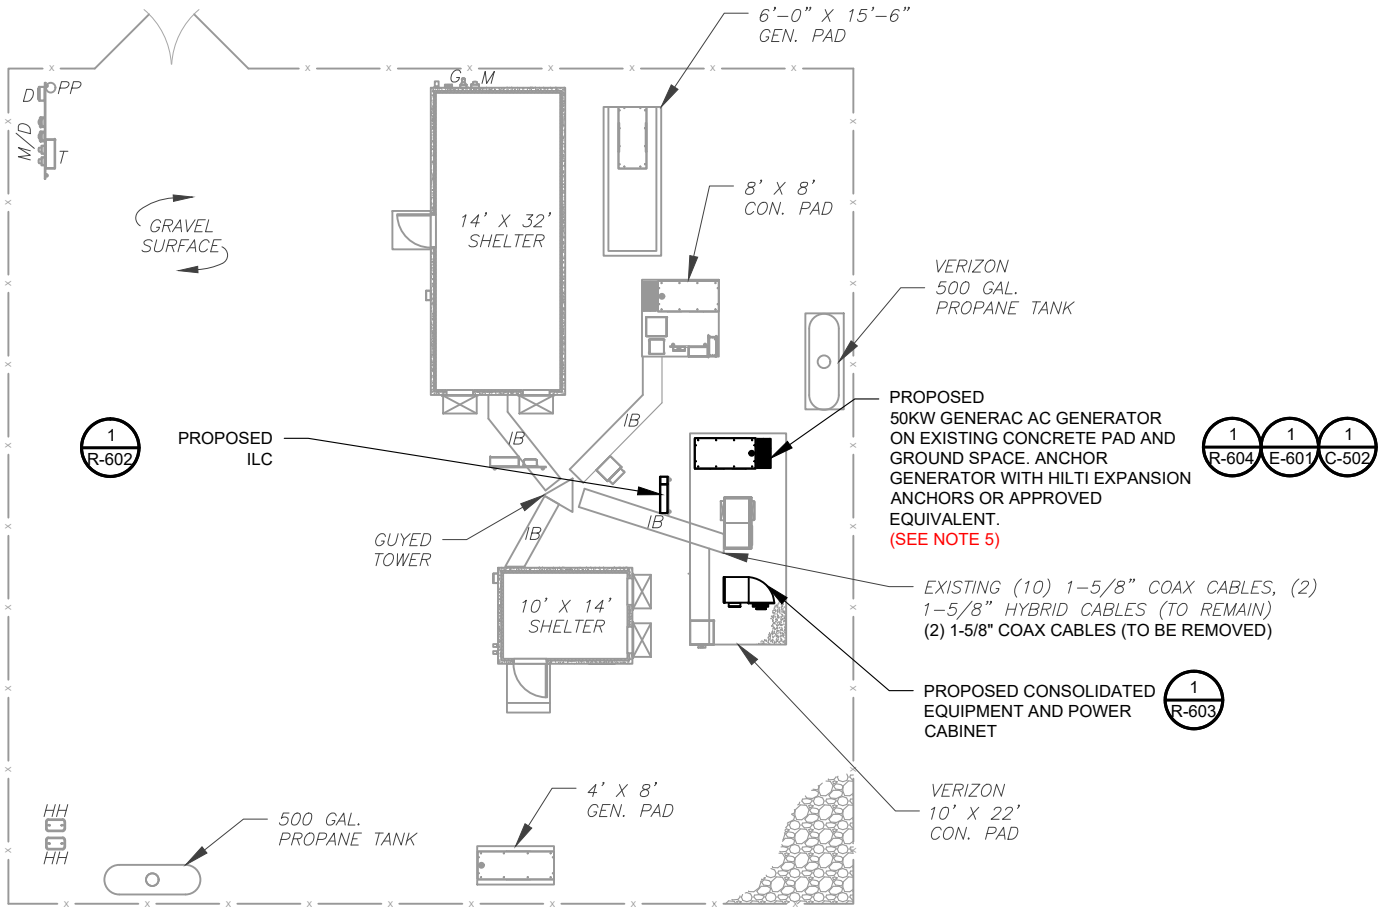 6'-0" X 15'-6"
GEN. PAD
G M
D PP
M/D
T
GRAVEL
SURFACE
14' X 32'
SHELTER
8' X 8'
CON. PAD
VERIZON
500 GAL.
PROPANE TANK
PROPOSED
50KW GENERAC AC GENERATOR
ON EXISTING CONCRETE PAD AND
GROUND SPACE. ANCHOR
GENERATOR WITH HILTI EXPANSION
ANCHORS OR APPROVED
EQUIVALENT.
(SEE NOTE 5)
1
R-604
1
E-601
1
C-502
1
R-602
PROPOSED
ILC
IB
IB
IB
IB
GUYED
TOWER
10' X 14'
SHELTER
EXISTING (10) 1-5/8" COAX CABLES, (2)
1-5/8" HYBRID CABLES (TO REMAIN)
(2) 1-5/8" COAX CABLES (TO BE REMOVED)
PROPOSED CONSOLIDATED
EQUIPMENT AND POWER
CABINET
1
R-603
VERIZON
10' X 22'
CON. PAD
4' X 8'
GEN. PAD
500 GAL.
PROPANE TANK
HH
HH